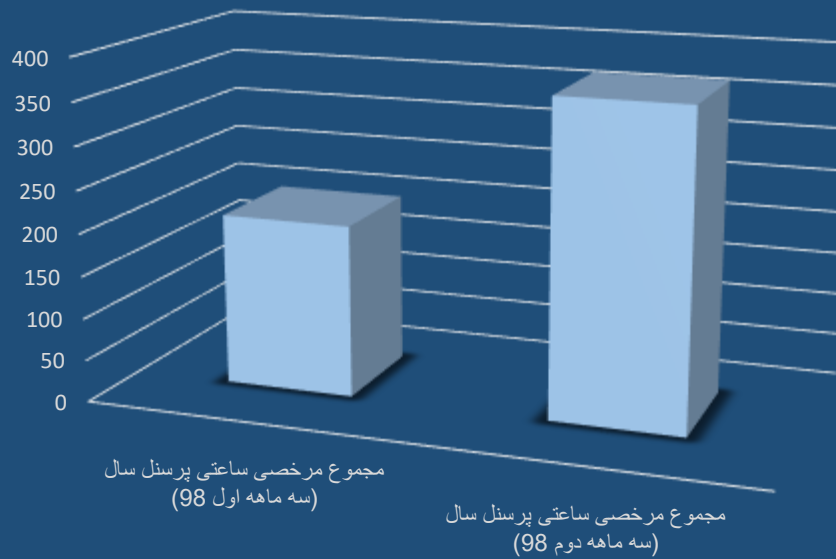 400
350
300
250
200
150
100
50
0
مجموع مرخصی ساعتی پرسنل سال
(سه ماهه اول 98)
مجموع مرخصی ساعتی پرسنل سال
(سه ماهه دوم 98)